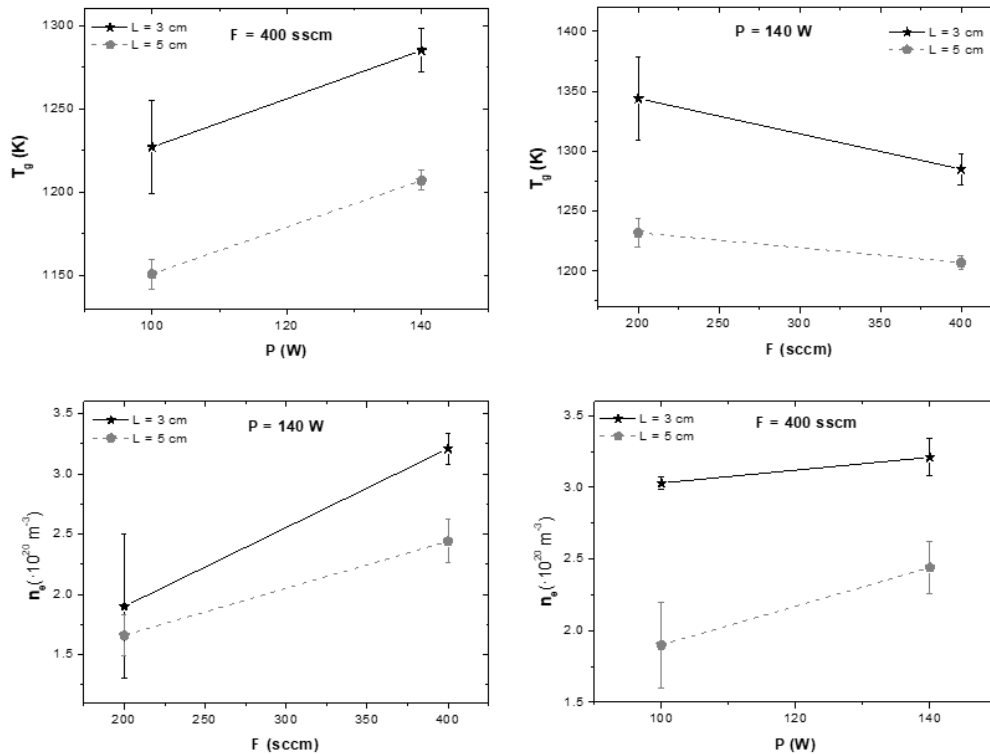 1300
1250
1200
1150
T_g (K)
L = 3 cm
L = 5 cm
F = 400 sscm
100
120
140
P (W)
1400
1350
1300
1250
1200
T_g (K)
P = 140 W
L = 3 cm
L = 5 cm
200
250
300
350
400
F (sccm)
3.5
3.0
2.5
2.0
1.5
n_e (·10^20 m^-3)
L = 3 cm
L = 5 cm
P = 140 W
200
250
300
350
400
F (sccm)
3.5
3.0
2.5
2.0
1.5
n_e (·10^20 m^-3)
L = 3 cm
L = 5 cm
F = 400 sscm
100
120
140
P (W)